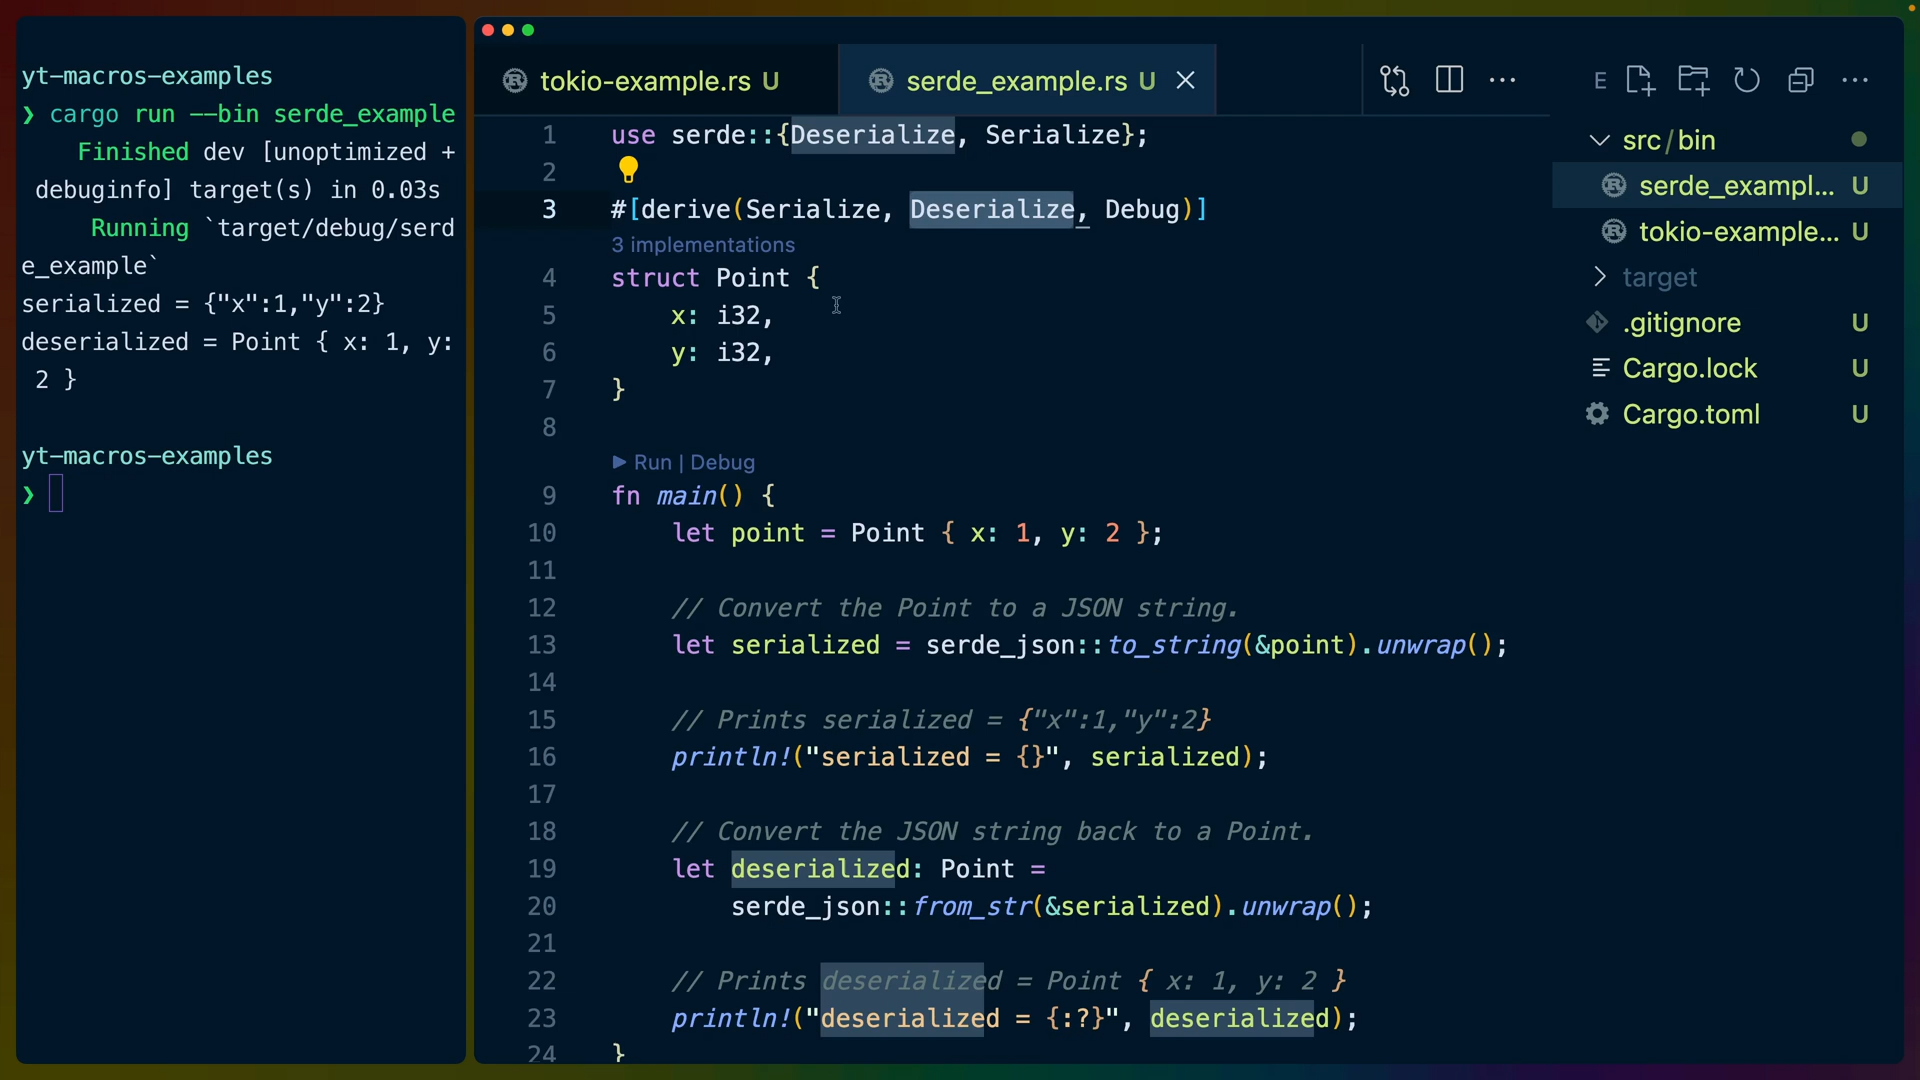 yt-macros-examples
❯ cargo run --bin serde_example
Finished dev [unoptimized +
debuginfo] target(s) in 0.03s
Running `target/debug/serd
e_example`
serialized = {"x":1,"y":2}
deserialized = Point { x: 1, y:
2 }
yt-macros-examples
❯
tokio-example.rs U
serde_example.rs U
1 use serde::{Deserialize, Serialize};
2
3 #[derive(Serialize, Deserialize, Debug)]
3 implementations
4 struct Point {
5     x: i32,
6     y: i32,
7 }
8
▶ Run | Debug
9 fn main() {
10     let point = Point { x: 1, y: 2 };
11
12     // Convert the Point to a JSON string.
13     let serialized = serde_json::to_string(&point).unwrap();
14
15     // Prints serialized = {"x":1,"y":2}
16     println!("serialized = {}", serialized);
17
18     // Convert the JSON string back to a Point.
19     let deserialized: Point =
20         serde_json::from_str(&serialized).unwrap();
21
22     // Prints deserialized = Point { x: 1, y: 2 }
23     println!("deserialized = {:?}", deserialized);
24 }
E
src/bin
serde_exampl... U
tokio-example... U
target
.gitignore U
Cargo.lock U
Cargo.toml U